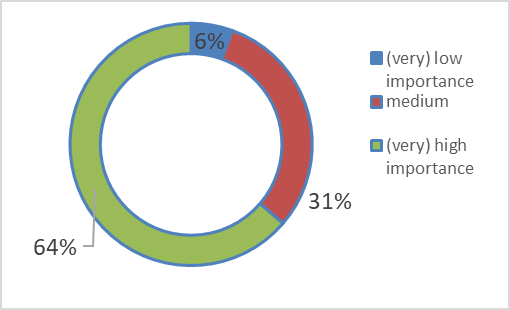 6%
31%
64%
(very) low
importance
medium
(very) high
importance